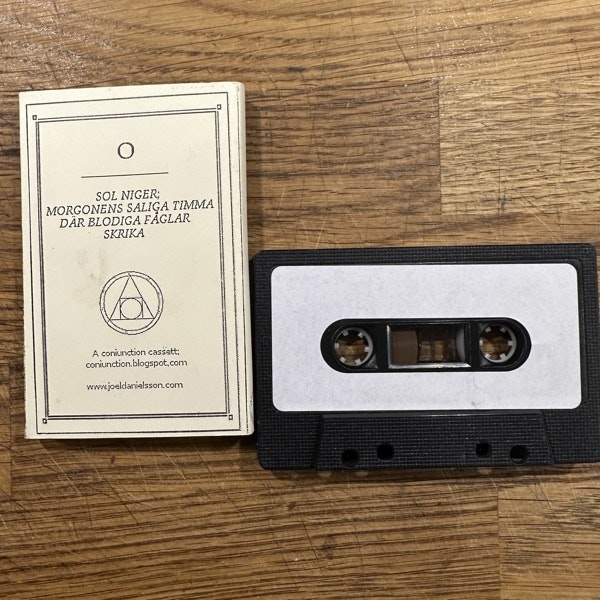 O
SOL NIGER;
MORGONENS SALIGA TIMMA
DÄR BLODIGA FÅGLAR
SKRIKA
A coniunction cassett;
coniunction.blogspot.com
www.joeldanielsson.com